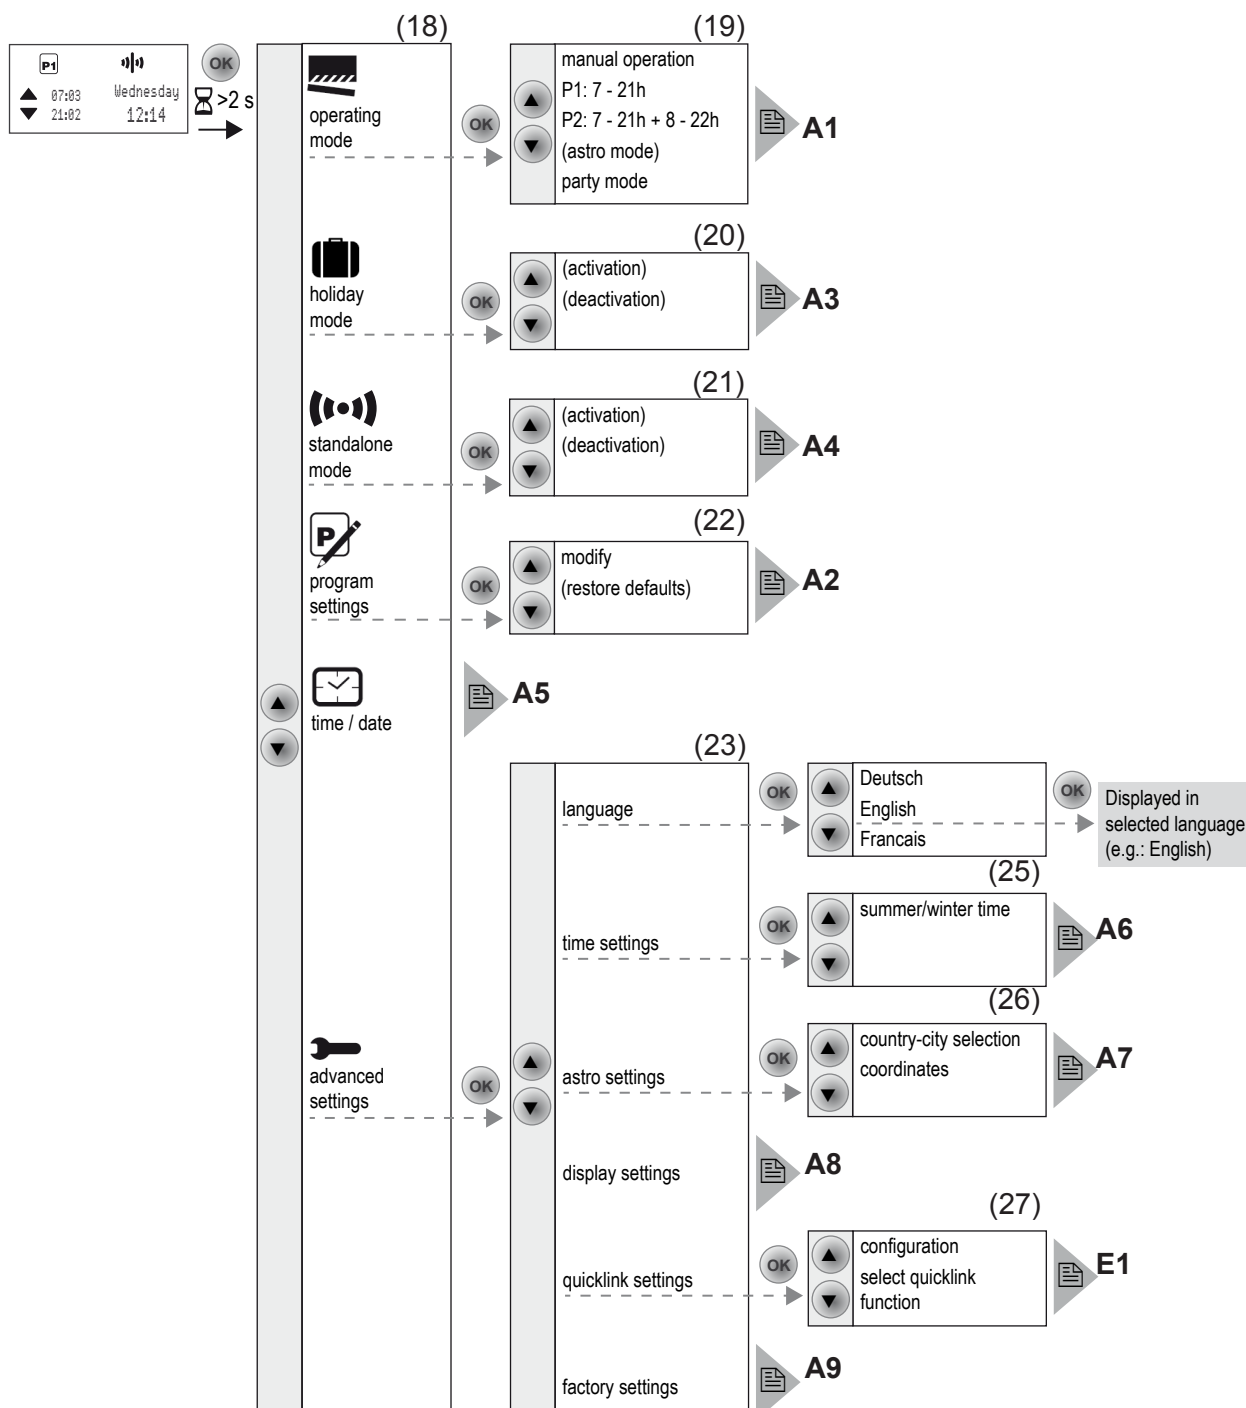 (18)
(19)
P1
07:03
21:02
Wednesday
12:14
OK
>2 s
operating
mode
OK
manual operation
P1: 7 - 21h
P2: 7 - 21h + 8 - 22h
(astro mode)
party mode
A1
(20)
holiday
mode
OK
(activation)
(deactivation)
A3
(21)
standalone
mode
OK
(activation)
(deactivation)
A4
(22)
P
program
settings
OK
modify
(restore defaults)
A2
time / date
A5
(23)
language
OK
Deutsch
English
Francais
OK
Displayed in
selected language
(e.g.: English)
(25)
time settings
OK
summer/winter time
A6
(26)
advanced
settings
OK
astro settings
OK
country-city selection
coordinates
A7
display settings
A8
(27)
quicklink settings
OK
configuration
select quicklink
function
E1
factory settings
A9